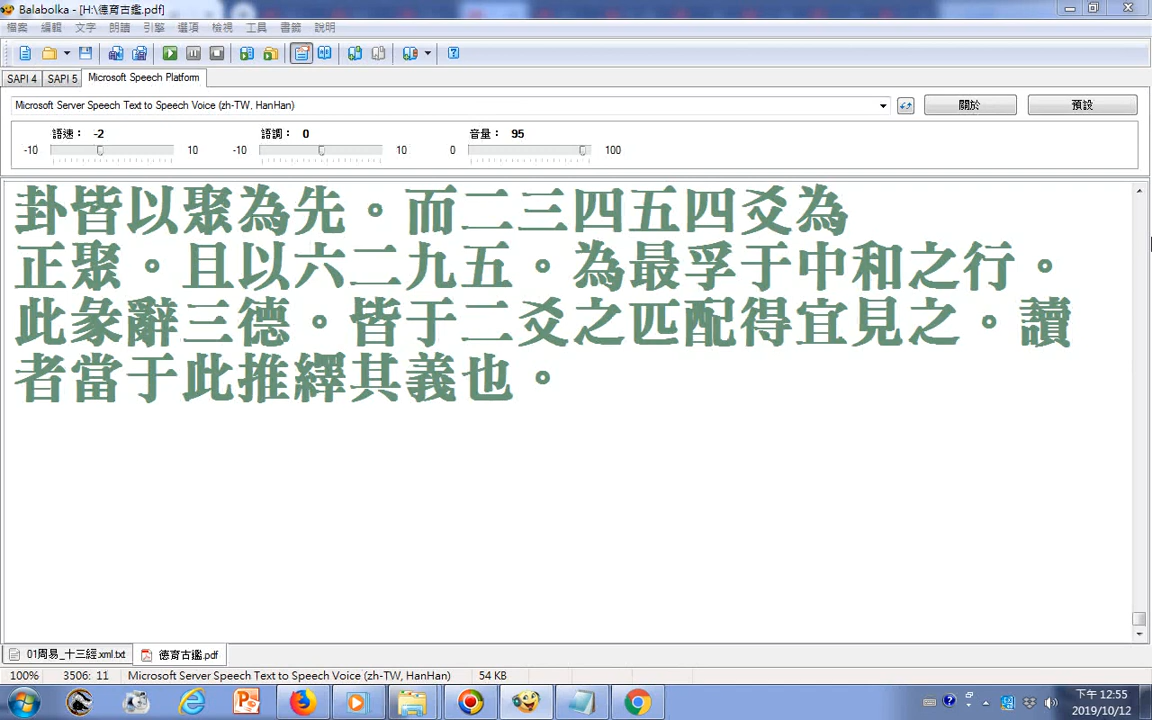 Balabolka - [H:\德育古鑑.pdf]
檔案 編輯 文字 朗讀 引擎 選項 檢視 工具 書籤 說明
SAPI 4 SAPI 5 Microsoft Speech Platform
Microsoft Server Speech Text to Speech Voice (zh-TW, HanHan) 關於 預設
語速： -2 語調： 0 音量： 95
-10 10 -10 10 0 100
卦皆以聚為先。而二三四五四爻為
正聚。且以六二九五。為最孚于中和之行。
此彖辭三德。皆于二爻之匹配得宜見之。讀
者當于此推繹其義也。
01周易_十三經.xml.txt 德育古鑑.pdf
100% 3506: 11 Microsoft Server Speech Text to Speech Voice (zh-TW, HanHan) 54 KB
下午 12:55
2019/10/12